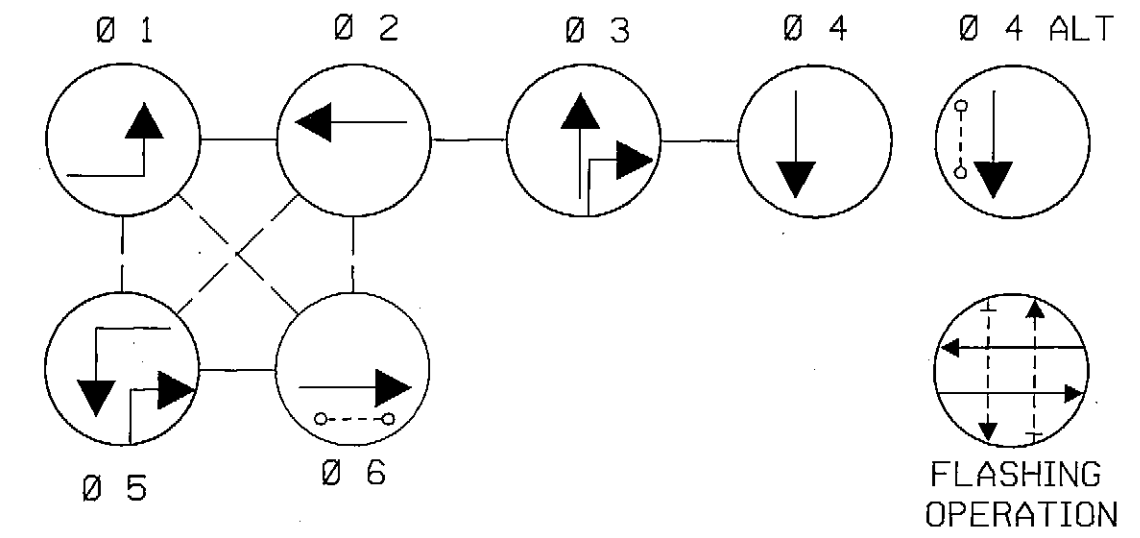 Ø 1
Ø 2
Ø 3
Ø 4
Ø 4 ALT
Ø 5
Ø 6
FLASHING
OPERATION